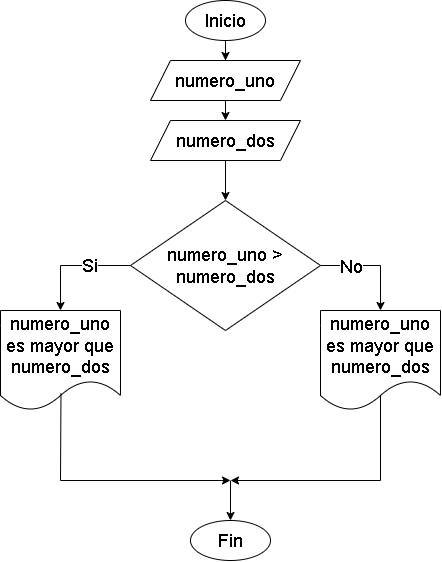 Inicio
numero_uno
numero_dos
numero_uno >
numero_dos
Si
No
numero_uno
es mayor que
numero_dos
numero_uno
es mayor que
numero_dos
Fin